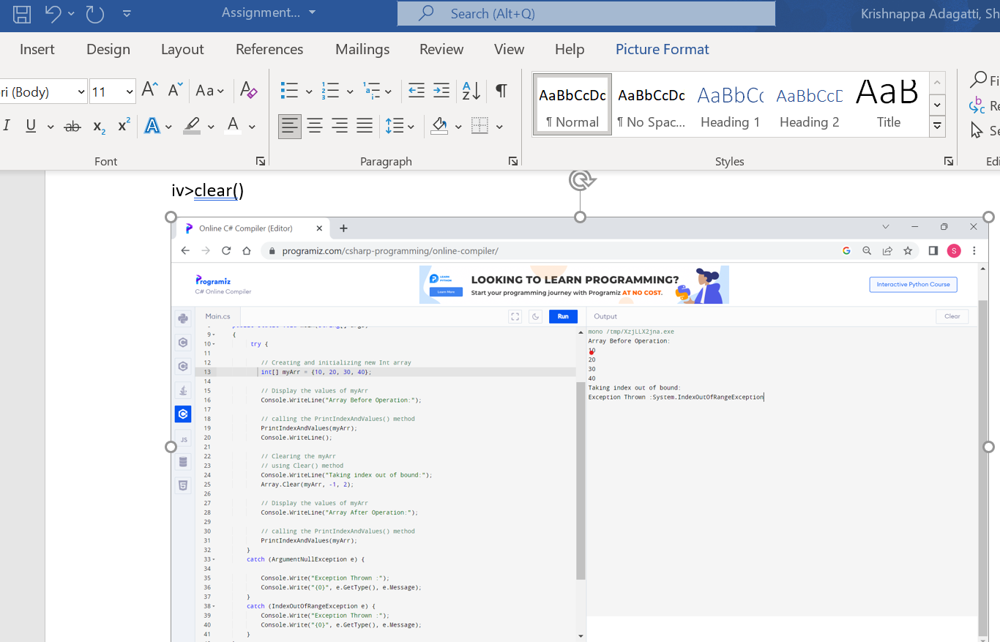 Assignment...
Search (Alt+Q)
Krishnappa Adagatti, Sh
Insert Design Layout References Mailings Review View Help Picture Format
ri (Body) 11 Aa
AaBbCcDc AaBbCcDc AaBbC AaBbCcD AaB
¶ Normal ¶ No Spac... Heading 1 Heading 2 Title
Fi
Re
Se
Font Paragraph Styles Edi
iv>clear()
Online C# Compiler (Editor)
programiz.com/csharp-programming/online-compiler/
S
Programiz
C# Online Compiler
LEARN PYTHON
Learn More
LOOKING TO LEARN PROGRAMMING?
Start your programming journey with Programiz AT NO COST.
Interactive Python Course
Main.cs Run Output Clear
9 {
10 try {
11
12 // Creating and initializing new Int array
13 int[] myArr = {10, 20, 30, 40};
14
15 // Display the values of myArr
16 Console.WriteLine("Array Before Operation:");
17
18 // calling the PrintIndexAndValues() method
19 PrintIndexAndValues(myArr);
20 Console.WriteLine();
21
22 // Clearing the myArr
23 // using Clear() method
24 Console.WriteLine("Taking index out of bound:");
25 Array.Clear(myArr, -1, 2);
26
27 // Display the values of myArr
28 Console.WriteLine("Array After Operation:");
29
30 // calling the PrintIndexAndValues() method
31 PrintIndexAndValues(myArr);
32 }
33 catch (ArgumentNullException e) {
34
35 Console.Write("Exception Thrown :");
36 Console.Write("{0}", e.GetType(), e.Message);
37 }
38 catch (IndexOutOfRangeException e) {
39 Console.Write("Exception Thrown :");
40 Console.Write("{0}", e.GetType(), e.Message);
41 }
mono /tmp/XzjLLX2jna.exe
Array Before Operation:
10
20
30
40
Taking index out of bound:
Exception Thrown :System.IndexOutOfRangeException
JS